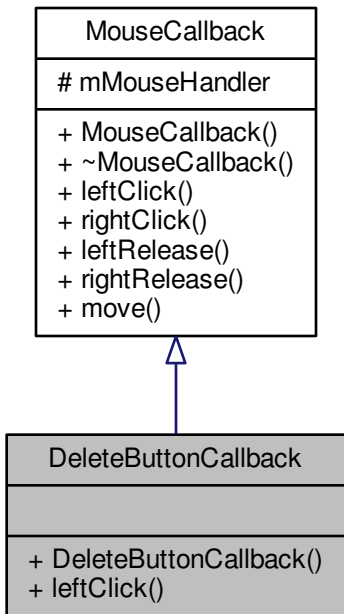 MouseCallback
# mMouseHandler
+ MouseCallback()
+ ~MouseCallback()
+ leftClick()
+ rightClick()
+ leftRelease()
+ rightRelease()
+ move()
DeleteButtonCallback
+ DeleteButtonCallback()
+ leftClick()